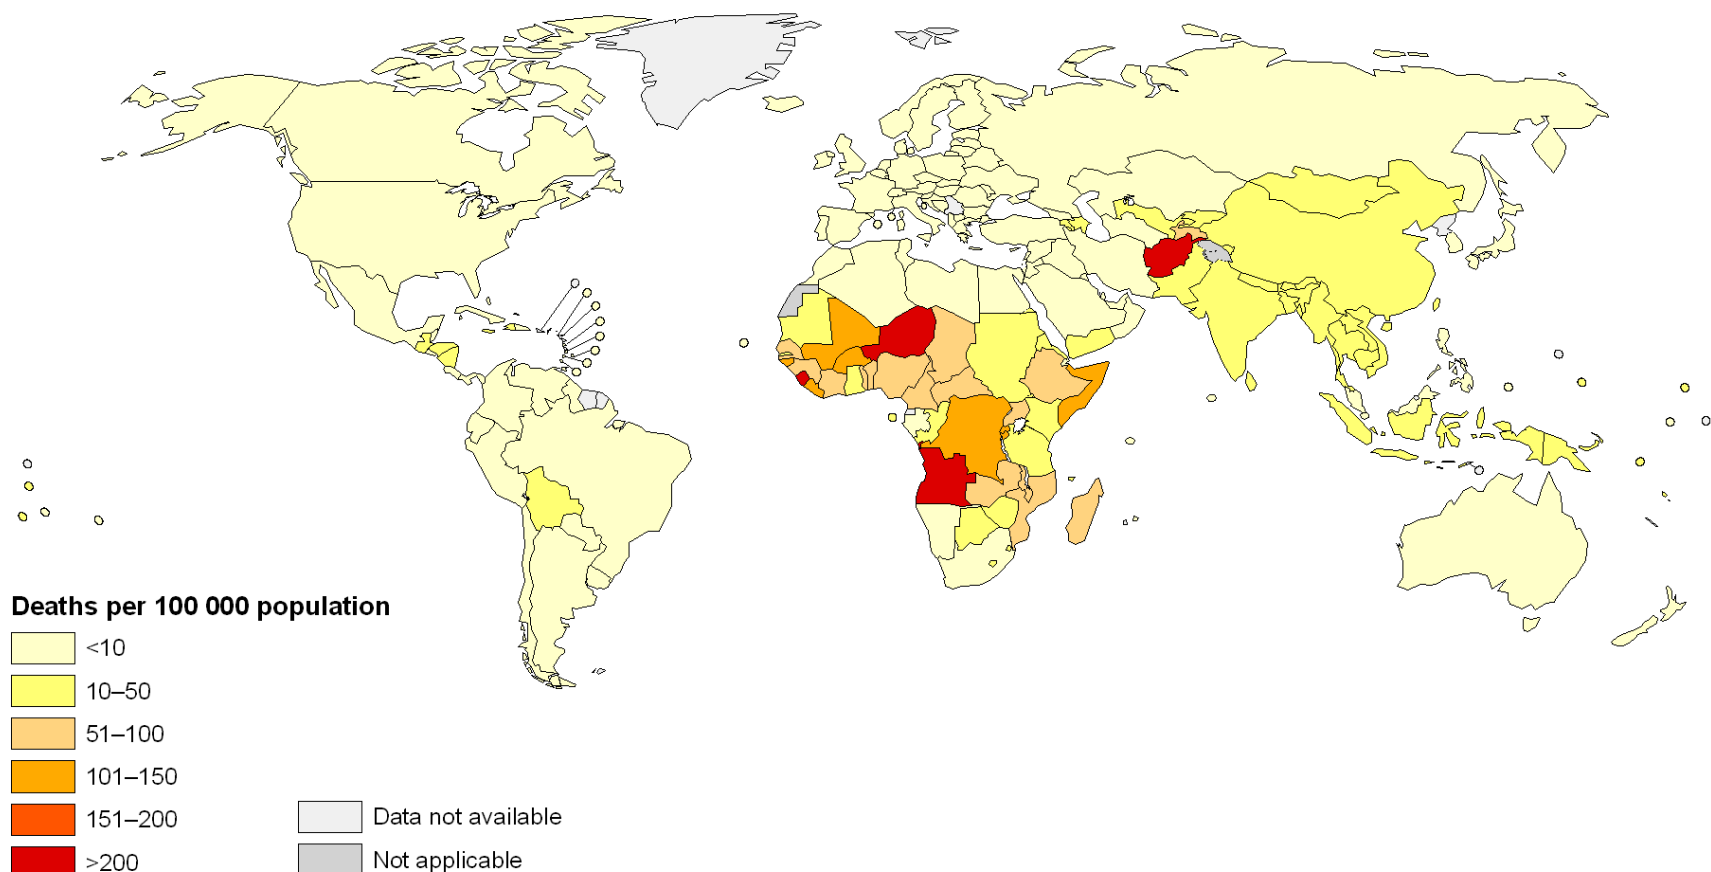 Deaths per 100 000 population
<10
10–50
51–100
101–150
151–200
>200
Data not available
Not applicable